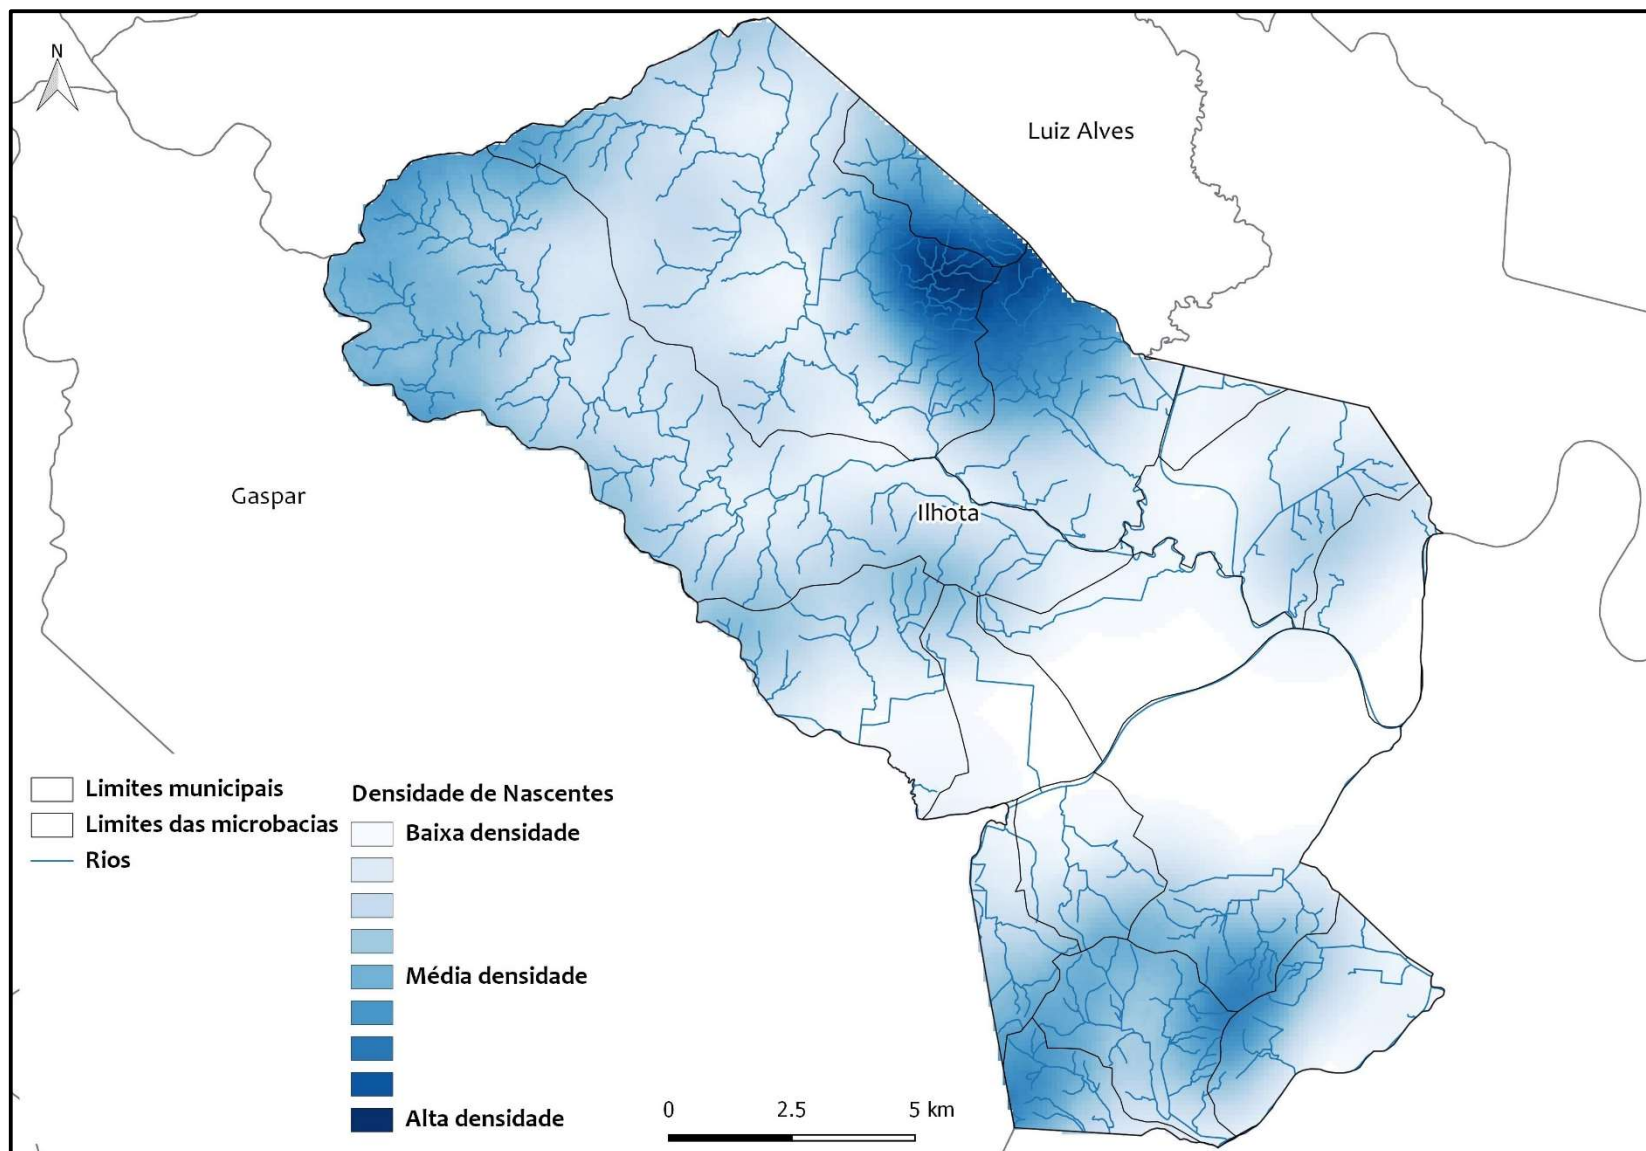 N
Luiz Alves
Gaspar
Ilhota
Limites municipais
Limites das microbacias
Rios
Densidade de Nascentes
Baixa densidade
Média densidade
Alta densidade
0 2.5 5 km